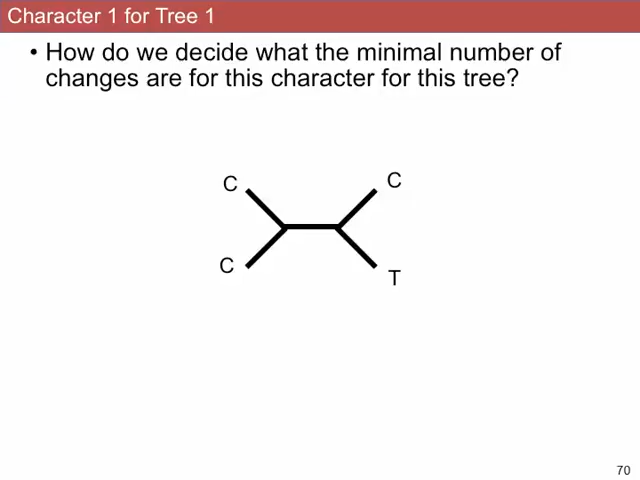 Character 1 for Tree 1
• How do we decide what the minimal number of
changes are for this character for this tree?
C
C
C
T
70